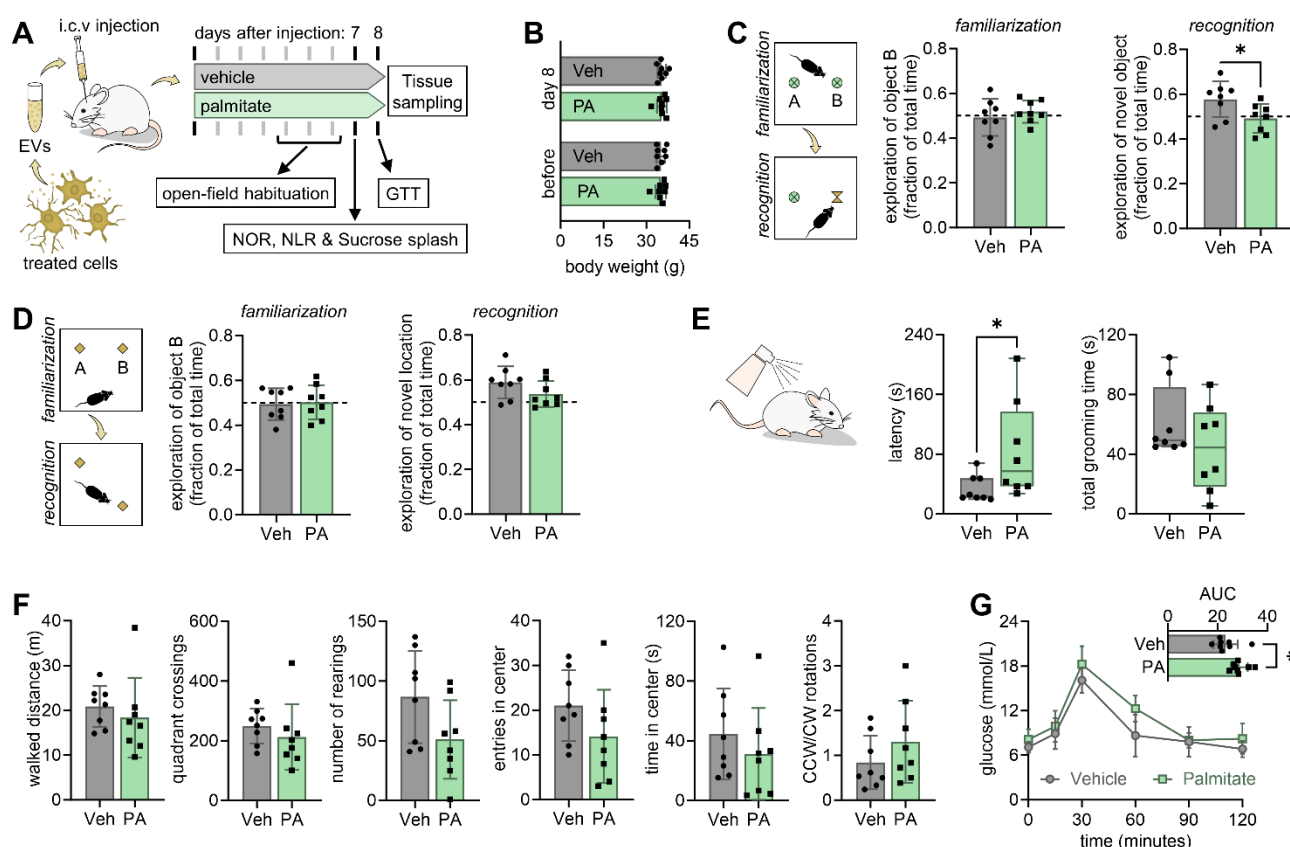 A
i.c.v injection
days after injection: 7 8
vehicle
palmitate
Tissue
sampling
EVs
open-field habituation
GTT
NOR, NLR & Sucrose splash
treated cells
B
day 8
Veh
PA
before
Veh
PA
0 15 30 45
body weight (g)
C
familiarization
A B
recognition
familiarization
exploration of object B
(fraction of total time)
0.8
0.6
0.4
0.2
0.0
Veh PA
recognition
exploration of novel object
(fraction of total time)
0.8
0.6
0.4
0.2
0.0
*
Veh PA
D
familiarization
A B
recognition
familiarization
exploration of object B
(fraction of total time)
0.8
0.6
0.4
0.2
0.0
Veh PA
recognition
exploration of novel location
(fraction of total time)
0.8
0.6
0.4
0.2
0.0
Veh PA
E
latency (s)
240
180
120
60
0
*
Veh PA
total grooming time (s)
120
80
40
0
Veh PA
F
walked distance (m)
40
30
20
10
0
Veh PA
quadrant crossings
600
400
200
0
Veh PA
number of rearings
150
100
50
0
Veh PA
entries in center
40
30
20
10
0
Veh PA
time in center (s)
120
80
40
0
Veh PA
CCW/CW rotations
4
3
2
1
0
Veh PA
G
AUC
0 20 40
Veh
PA
*
glucose (mmol/L)
24
18
12
6
0
Vehicle Palmitate
0 30 60 90 120
time (minutes)